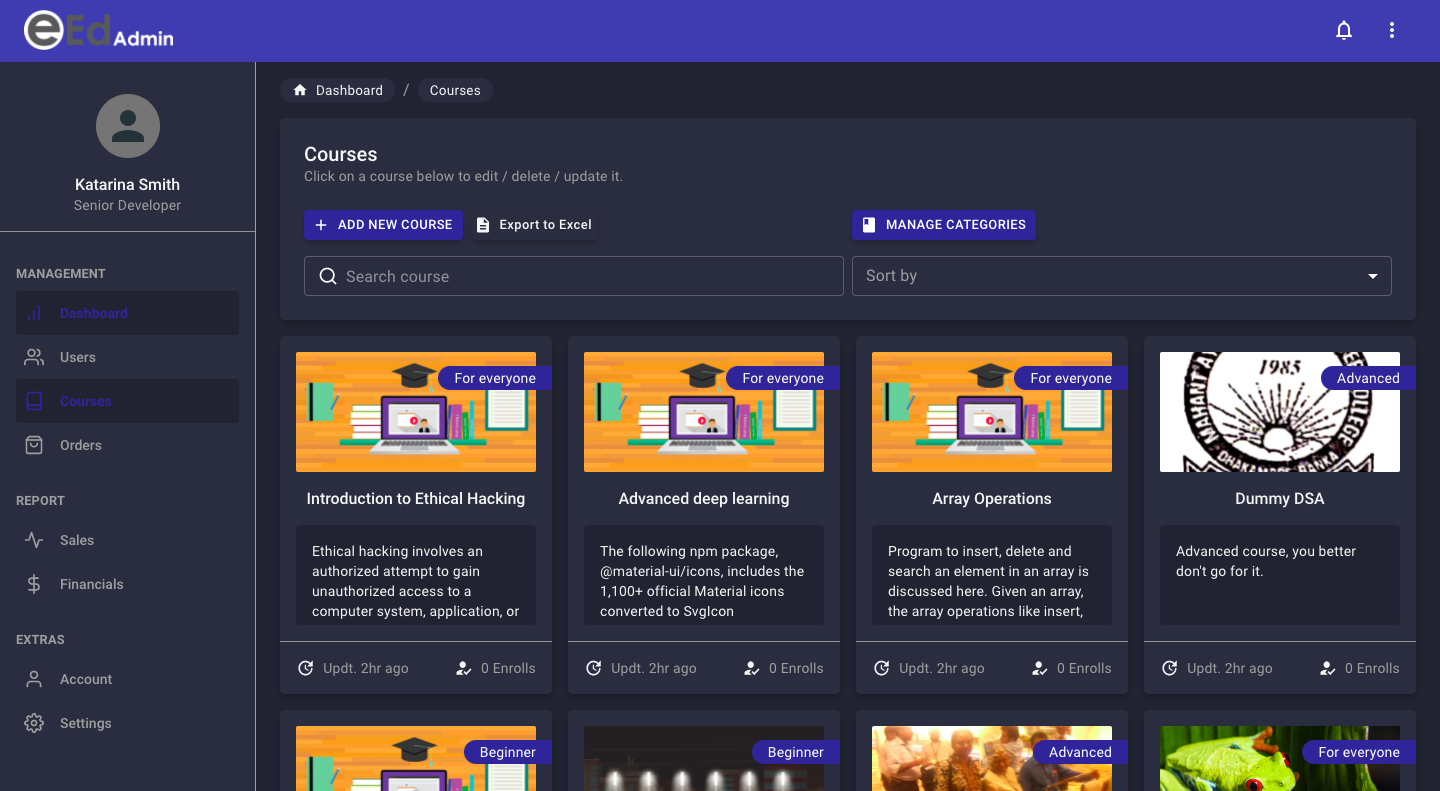 eEd Admin
Katarina Smith
Senior Developer
MANAGEMENT
Dashboard
Users
Courses
Orders
REPORT
Sales
Financials
EXTRAS
Account
Settings
Dashboard / Courses
Courses
Click on a course below to edit / delete / update it.
ADD NEW COURSE
Export to Excel
MANAGE CATEGORIES
Search course
Sort by
For everyone
Introduction to Ethical Hacking
Ethical hacking involves an
authorized attempt to gain
unauthorized access to a
computer system, application, or
Updt. 2hr ago
0 Enrolls
For everyone
Advanced deep learning
The following npm package,
@material-ui/icons, includes the
1,100+ official Material icons
converted to SvgIcon
Updt. 2hr ago
0 Enrolls
For everyone
Array Operations
Program to insert, delete and
search an element in an array is
discussed here. Given an array,
the array operations like insert,
Updt. 2hr ago
0 Enrolls
1985
Advanced
Dummy DSA
Advanced course, you better
don't go for it.
Updt. 2hr ago
0 Enrolls
Beginner
Beginner
Advanced
For everyone